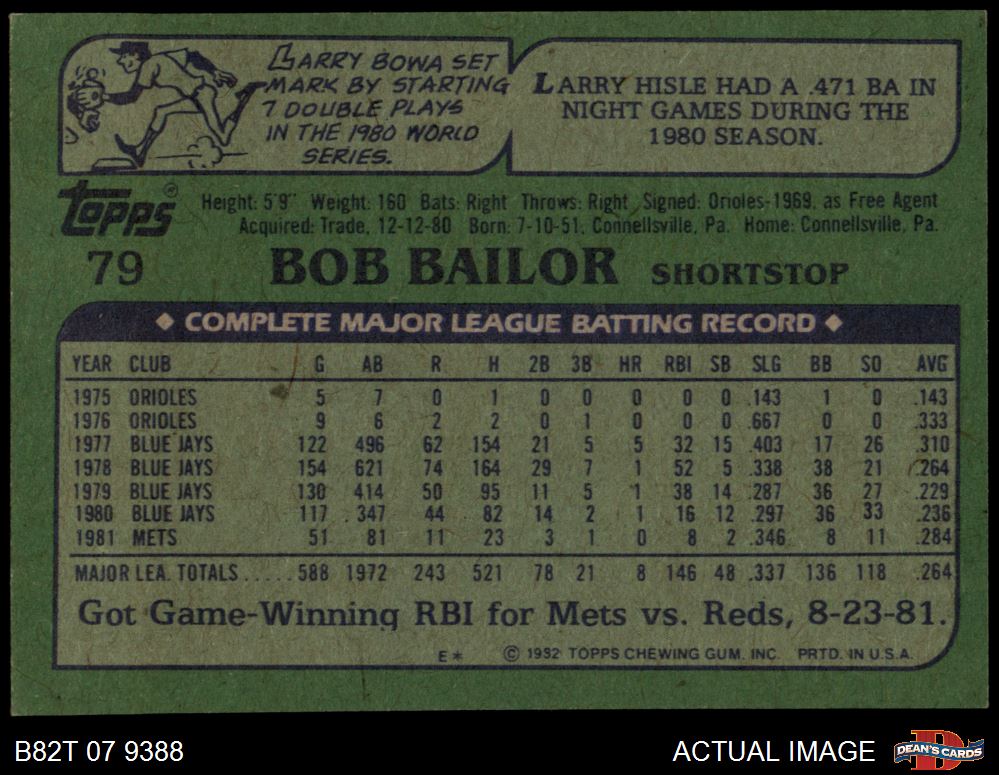 LARRY BOWA SET
MARK BY STARTING
7 DOUBLE PLAYS
IN THE 1980 WORLD
SERIES.
LARRY HISLE HAD A .471 BA IN
NIGHT GAMES DURING THE
1980 SEASON.
Topps®
Height: 5'9" Weight: 160 Bats: Right Throws: Right Signed: Orioles-1969, as Free Agent
Acquired: Trade, 12-12-80 Born: 7-10-51, Connellsville, Pa. Home: Connellsville, Pa.
79 BOB BAILOR SHORTSTOP
◆ COMPLETE MAJOR LEAGUE BATTING RECORD ◆
YEAR CLUB G AB R H 2B 3B HR RBI SB SLG BB SO AVG
1975 ORIOLES 5 7 0 1 0 0 0 0 0 .143 1 0 .143
1976 ORIOLES 9 6 2 2 0 1 0 0 0 .667 0 0 .333
1977 BLUE JAYS 122 496 62 154 21 5 5 32 15 .403 17 26 .310
1978 BLUE JAYS 154 621 74 164 29 7 1 52 5 .338 38 21 .264
1979 BLUE JAYS 130 414 50 95 11 5 1 38 14 .287 36 27 .229
1980 BLUE JAYS 117 347 44 82 14 2 1 16 12 .297 36 33 .236
1981 METS 51 81 11 23 3 1 0 8 2 .346 8 11 .284
MAJOR LEA. TOTALS.....588 1972 243 521 78 21 8 146 48 .337 136 118 .264
Got Game-Winning RBI for Mets vs. Reds, 8-23-81.
E* © 1982 TOPPS CHEWING GUM, INC. PRTD. IN U.S.A.
B82T 07 9388 ACTUAL IMAGE DEAN'S CARDS